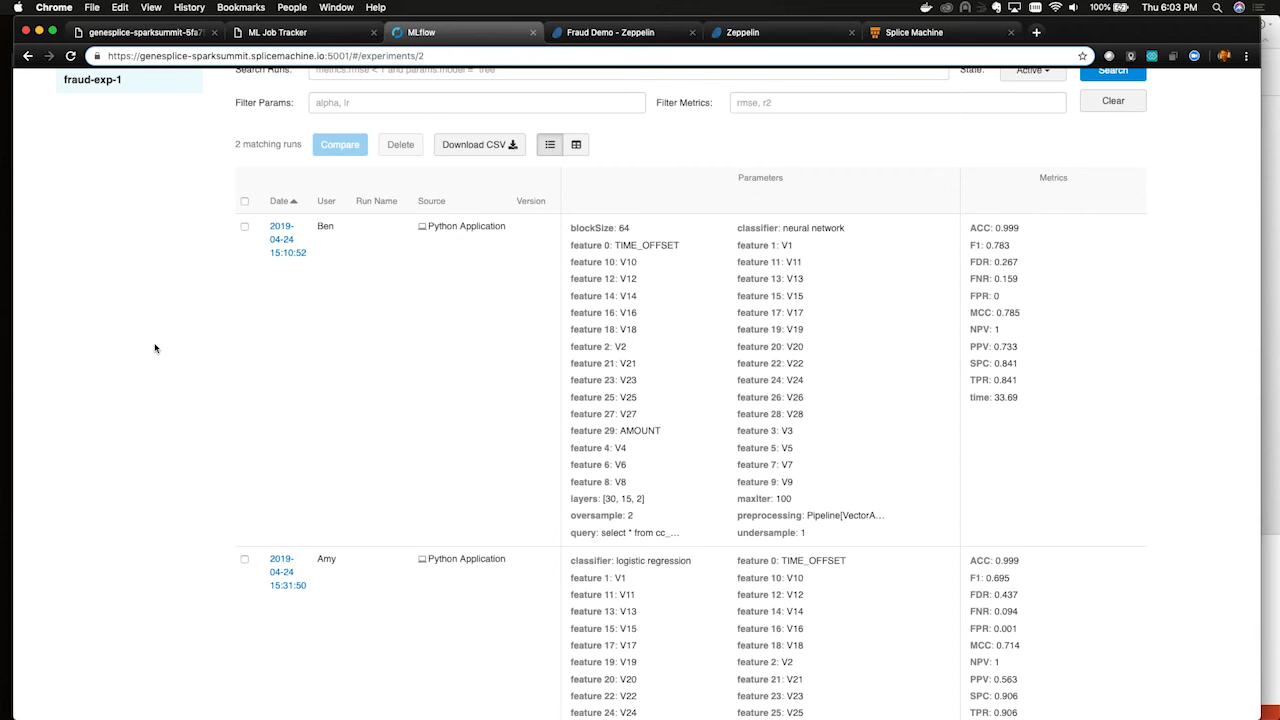 Chrome File Edit View History Bookmarks People Window Help 100% Thu 6:03 PM
genesplice-sparksummit-5fa7 ML Job Tracker MLflow Fraud Demo - Zeppelin Zeppelin Splice Machine
https://genesplice-sparksummit.splicemachine.io:5001/#/experiments/2
fraud-exp-1
Search Runs: metrics.rmse < 1 and params.model = "tree" State: Active Search
Filter Params: alpha, lr Filter Metrics: rmse, r2 Clear
2 matching runs Compare Delete Download CSV
Parameters Metrics
Date User Run Name Source Version
2019-04-24 15:10:52 Ben Python Application
blockSize: 64 classifier: neural network ACC: 0.999
feature 0: TIME_OFFSET feature 1: V1 F1: 0.783
feature 10: V10 feature 11: V11 FDR: 0.267
feature 12: V12 feature 13: V13 FNR: 0.159
feature 14: V14 feature 15: V15 FPR: 0
feature 16: V16 feature 17: V17 MCC: 0.785
feature 18: V18 feature 19: V19 NPV: 1
feature 2: V2 feature 20: V20 PPV: 0.733
feature 21: V21 feature 22: V22 SPC: 0.841
feature 23: V23 feature 24: V24 TPR: 0.841
feature 25: V25 feature 26: V26 time: 33.69
feature 27: V27 feature 28: V28
feature 29: AMOUNT feature 3: V3
feature 4: V4 feature 5: V5
feature 6: V6 feature 7: V7
feature 8: V8 feature 9: V9
layers: [30, 15, 2] maxIter: 100
oversample: 2 preprocessing: Pipeline[VectorA...
query: select * from cc_... undersample: 1
2019-04-24 15:31:50 Amy Python Application
classifier: logistic regression feature 0: TIME_OFFSET ACC: 0.999
feature 1: V1 feature 10: V10 F1: 0.695
feature 11: V11 feature 12: V12 FDR: 0.437
feature 13: V13 feature 14: V14 FNR: 0.094
feature 15: V15 feature 16: V16 FPR: 0.001
feature 17: V17 feature 18: V18 MCC: 0.714
feature 19: V19 feature 2: V2 NPV: 1
feature 20: V20 feature 21: V21 PPV: 0.563
feature 22: V22 feature 23: V23 SPC: 0.906
feature 24: V24 feature 25: V25 TPR: 0.906